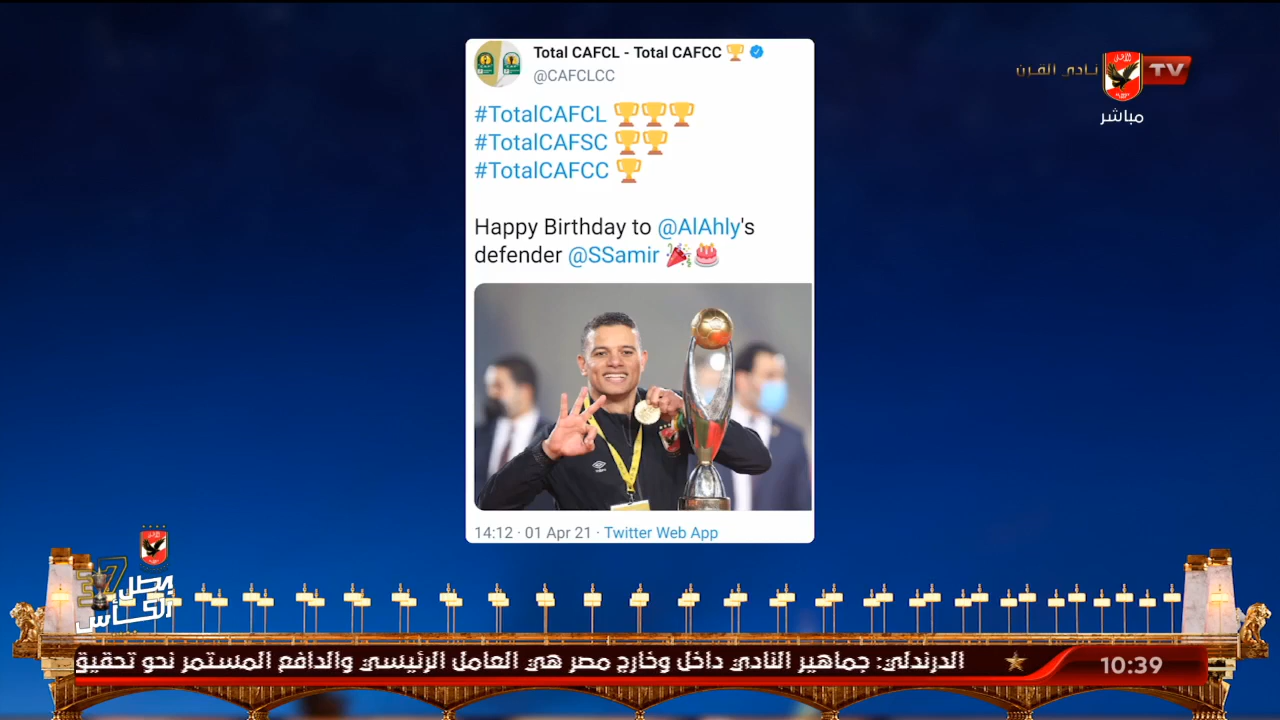 Total CAFCL - Total CAFCC 🏆
@CAFCLCC
#TotalCAFCL 🏆🏆🏆
#TotalCAFSC 🏆🏆
#TotalCAFCC 🏆
Happy Birthday to @AlAhly's
defender @SSamir 🎉🎂
14:12 · 01 Apr 21 · Twitter Web App
نادي القرن
TV
مباشر
37
بطل
الكأس
الدرندلي: جماهير النادي داخل وخارج مصر هي العامل الرئيسي والدافع المستمر نحو تحقيق
10:39